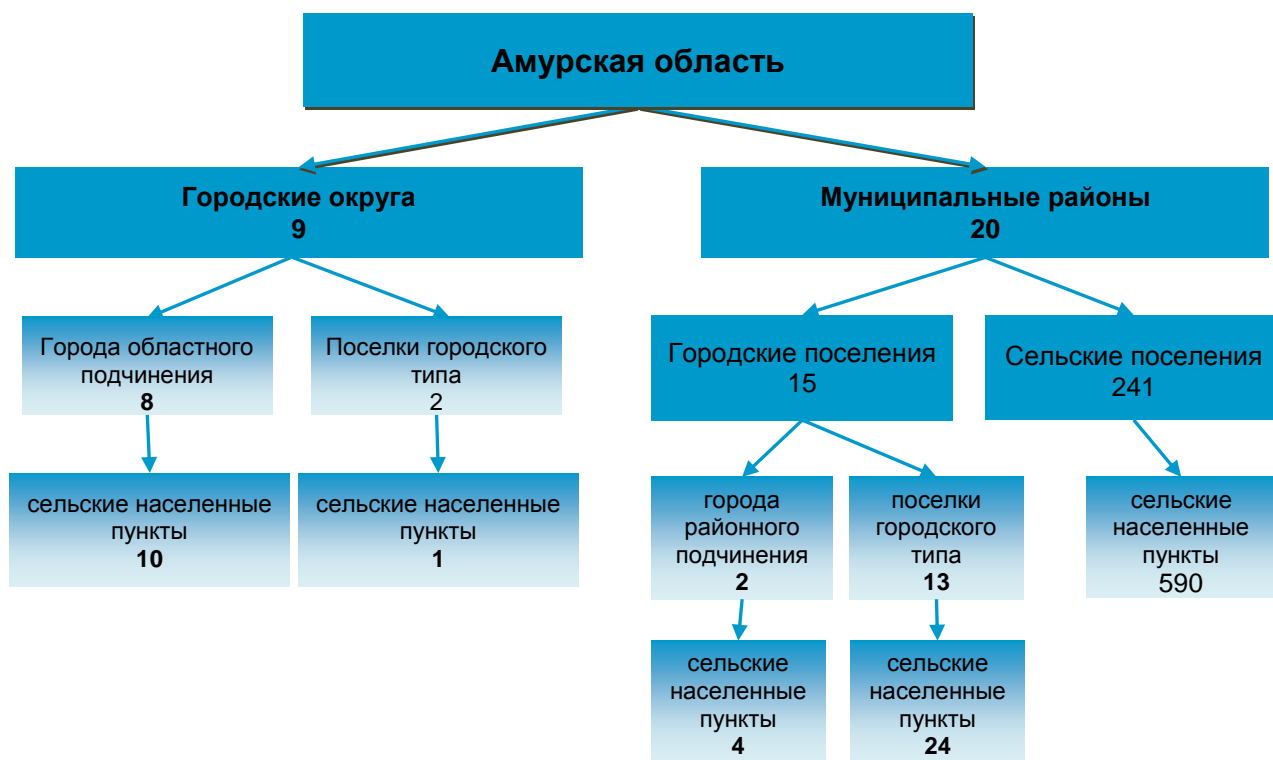 Амурская область
Городские округа
9
Муниципальные районы
20
Города областного
подчинения
8
Поселки городского
типа
2
Городские поселения
15
Сельские поселения
241
сельские населенные
пункты
10
сельские населенные
пункты
1
города
районного
подчинения
2
поселки
городского
типа
13
сельские
населенные
пункты
590
сельские
населенные
пункты
4
сельские
населенные
пункты
24